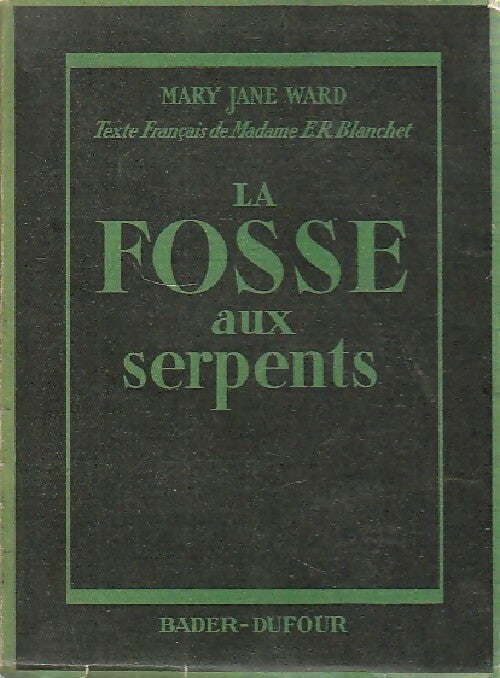 MARY JANE WARD
Texte Français de Madame E.R. Blanchet
LA
FOSSE
aux
serpents
BADER-DUFOUR